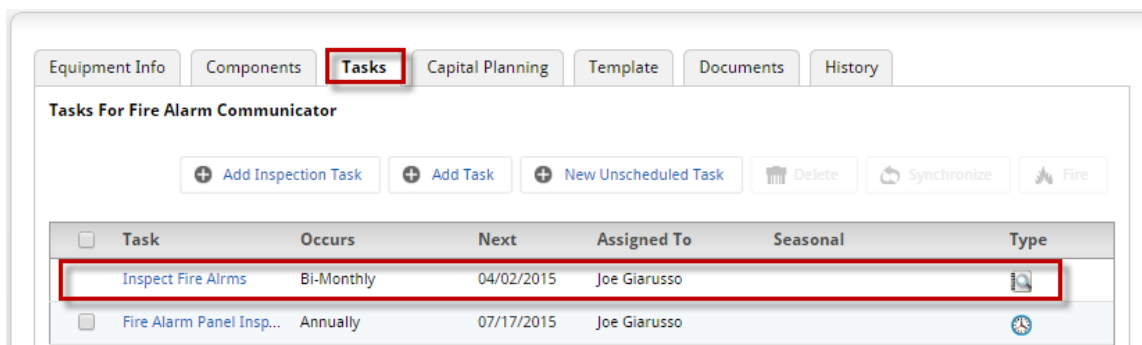 Equipment Info Components Tasks Capital Planning Template Documents History
Tasks For Fire Alarm Communicator
Add Inspection Task Add Task New Unscheduled Task Delete Synchronize Fire
Task Occurs Next Assigned To Seasonal Type
Inspect Fire Alrms Bi-Monthly 04/02/2015 Joe Giarusso
Fire Alarm Panel Insp... Annually 07/17/2015 Joe Giarusso